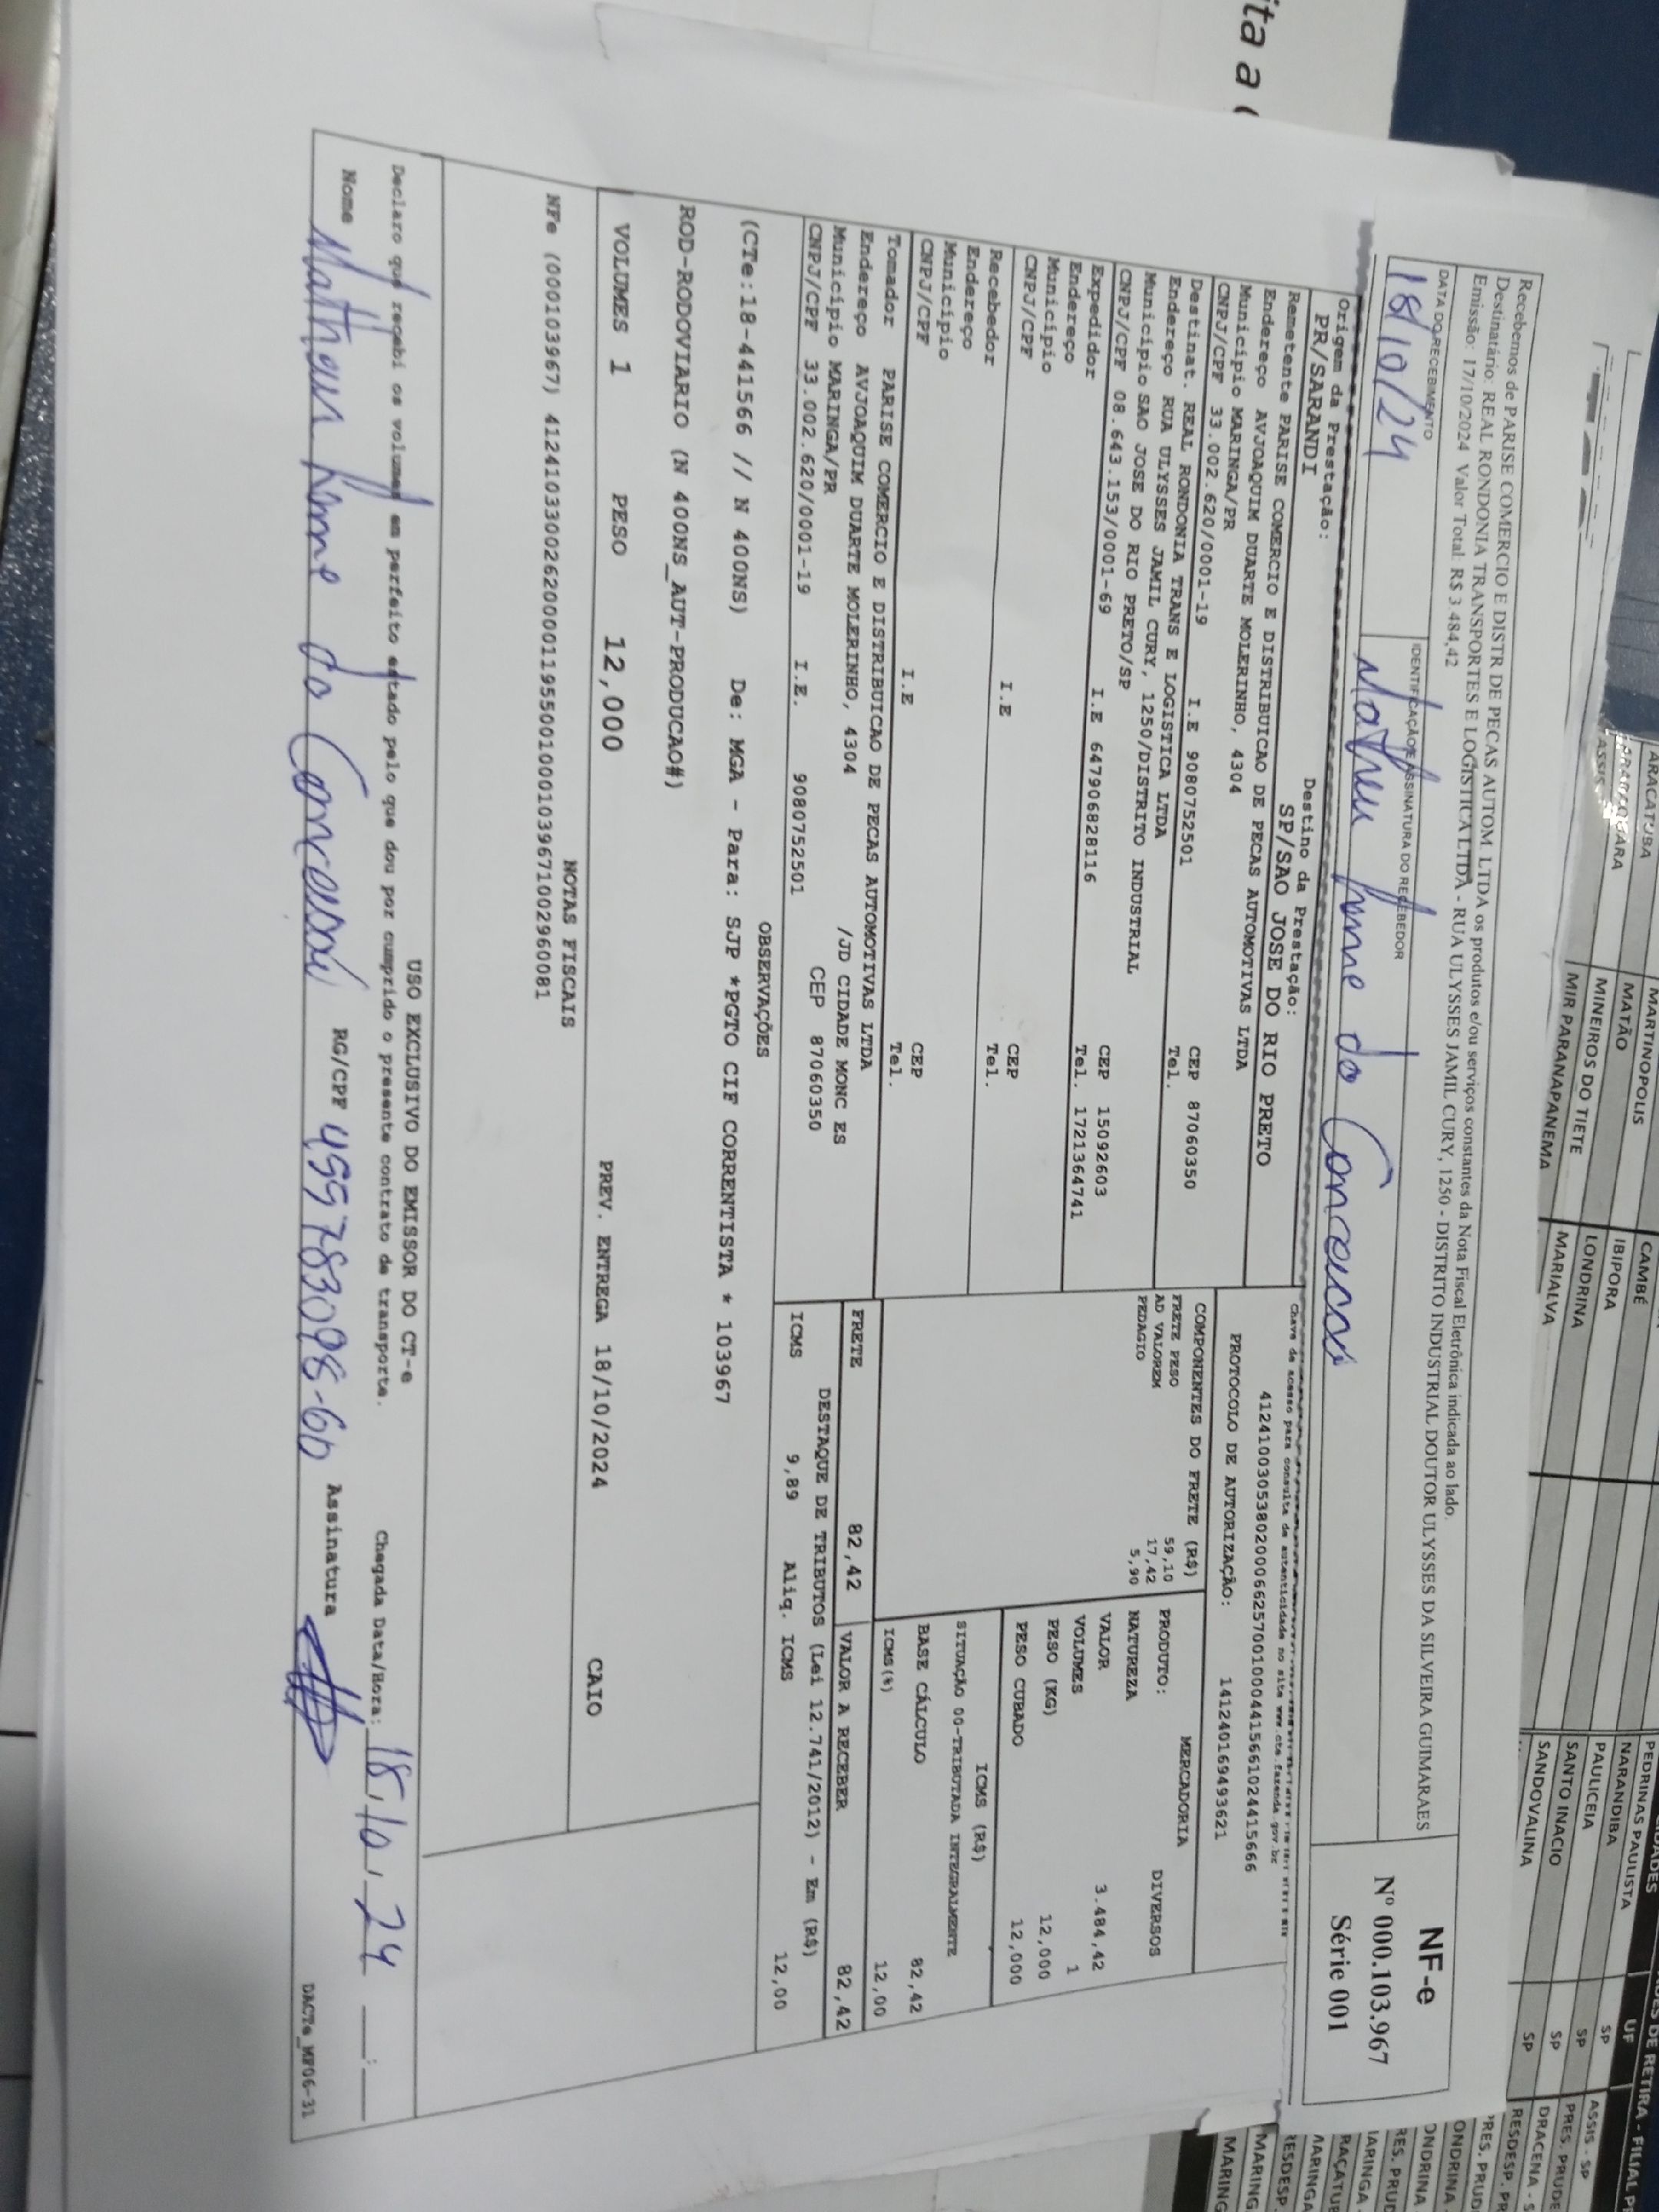 Recebemos de PARISE COMERCIO E DISTR DE PECAS AUTOM. LTDA os produtos e/ou serviços constantes da Nota Fiscal Eletrônica indicada ao lado.
Destinatário: REAL RONDONIA TRANSPORTES E LOGISTICA LTDA - RUA ULYSSES JAMIL CURY, 1250 - DISTRITO INDUSTRIAL DOUTOR ULYSSES DA SILVEIRA GUIMARAES
Emissão: 17/10/2024 Valor Total: R$ 3.484,42
NF-e
Nº 000.103.967
Série 001
DATA DO RECEBIMENTO
IDENTIFICAÇÃO E ASSINATURA DO RECEBEDOR
18/10/24
Origem da Prestação:
PR/SARANDI
Destino da Prestação:
SP/SAO JOSE DO RIO PRETO
Chave de acesso para consulta de autenticidade no site www.cte.fazenda.gov.br
PROTOCOLO DE AUTORIZAÇÃO: 141240169493621
Remetente PARISE COMERCIO E DISTRIBUICAO DE PECAS AUTOMOTIVAS LTDA
Endereço AVJOAQUIM DUARTE MOLERINHO, 4304
Município MARINGA/PR CEP 87060350
CNPJ/CPF 33.002.620/0001-19 I.E 9080752501 Tel.
Destinat. REAL RONDONIA TRANS E LOGISTICA LTDA
Endereço RUA ULYSSES JAMIL CURY, 1250/DISTRITO INDUSTRIAL
Município SAO JOSE DO RIO PRETO/SP CEP 15092603
CNPJ/CPF 08.643.153/0001-69 I.E 647906828116 Tel. 1721364741
Expedidor
Endereço
Município CEP
CNPJ/CPF I.E Tel.
Recebedor
Endereço
Município CEP
CNPJ/CPF I.E Tel.
Tomador PARISE COMERCIO E DISTRIBUICAO DE PECAS AUTOMOTIVAS LTDA
Endereço AVJOAQUIM DUARTE MOLERINHO, 4304 /JD CIDADE MONC ES
Município MARINGA/PR CEP 87060350
CNPJ/CPF 33.002.620/0001-19 I.E. 9080752501
COMPONENTES DO FRETE (R$)
FRETE PESO 59,10
AD VALOREM 17,42
PEDAGIO 5,90
MERCADORIA
PRODUTO: DIVERSOS
NATUREZA
VALOR 3.484,42
VOLUMES 1
PESO (KG) 12,000
PESO CUBADO 12,000
ICMS (R$)
SITUAÇÃO 00-TRIBUTADA INTEGRALMENTE
BASE CÁLCULO 82,42
ICMS(%) 12,00
FRETE 82,42 VALOR A RECEBER 82,42
DESTAQUE DE TRIBUTOS (Lei 12.741/2012) - Em (R$)
ICMS 9,89 Aliq. ICMS 12,00
OBSERVAÇÕES
(CTe:18-441566 // N 400NS) De: MGA - Para: SJP *PGTO CIF CORRENTISTA * 103967
ROD-RODOVIARIO (N 400NS_AUT-PRODUCAO#)
VOLUMES 1 PESO 12,000 PREV. ENTREGA 18/10/2024 CAIO
NOTAS FISCAIS
USO EXCLUSIVO DO EMISSOR DO CT-e
Declaro que recebi os volumes em perfeito estado pelo que dou por cumprido o presente contrato de transporte. Chegada Data/Hora: 18/10/24
Nome RG/CPF Assinatura
DACTe_MF06-31
ita a
ARACATUBA
MARTINOPOLIS
MATÃO
MINEIROS DO TIETE
MIR PARANAPANEMA
CAMBÉ
IBIPORA
LONDRINA
MARIALVA
PEDRINAS PAULISTA
NARANDIBA
PAULICEIA
SANTO INACIO
SANDOVALINA
UF
SP
SP
SP
SP
ASSIS - SP